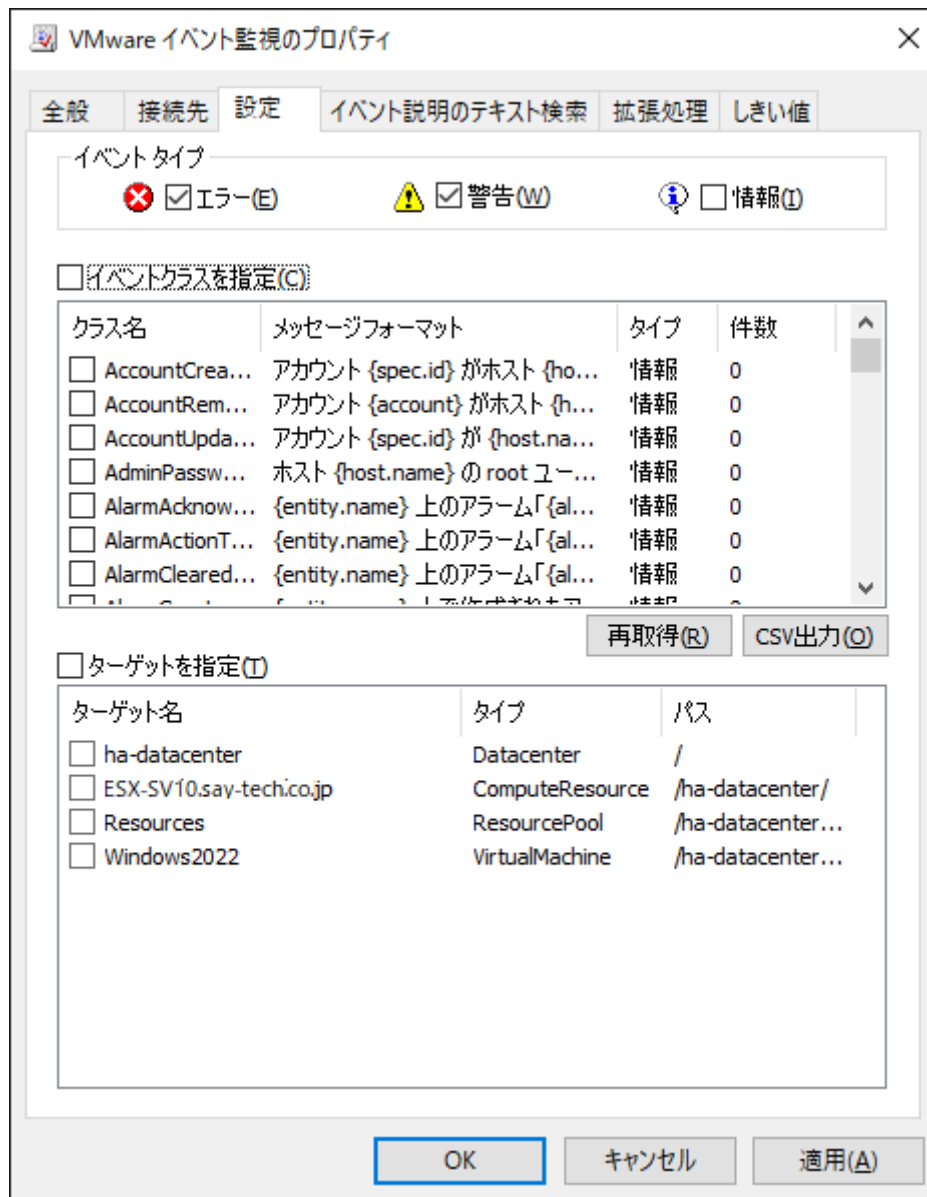 VMware イベント監視のプロパティ
全般 接続先 設定 イベント説明のテキスト検索 拡張処理 しきい値
イベント タイプ
エラー(E) 警告(W) 情報(I)
イベントクラスを指定(C)
クラス名 メッセージフォーマット タイプ 件数
AccountCrea... アカウント {spec.id} がホスト {ho... 情報 0
AccountRem... アカウント {account} がホスト {h... 情報 0
AccountUpda... アカウント {spec.id} が {host.na... 情報 0
AdminPassw... ホスト {host.name} の root ユー... 情報 0
AlarmAcknow... {entity.name} 上のアラーム「{al... 情報 0
AlarmActionT... {entity.name} 上のアラーム「{al... 情報 0
AlarmCleared... {entity.name} 上のアラーム「{al... 情報 0
再取得(R) CSV出力(O)
ターゲットを指定(T)
ターゲット名 タイプ パス
ha-datacenter Datacenter /
ESX-SV10.say-tech.co.jp ComputeResource /ha-datacenter/
Resources ResourcePool /ha-datacenter...
Windows2022 VirtualMachine /ha-datacenter...
OK キャンセル 適用(A)